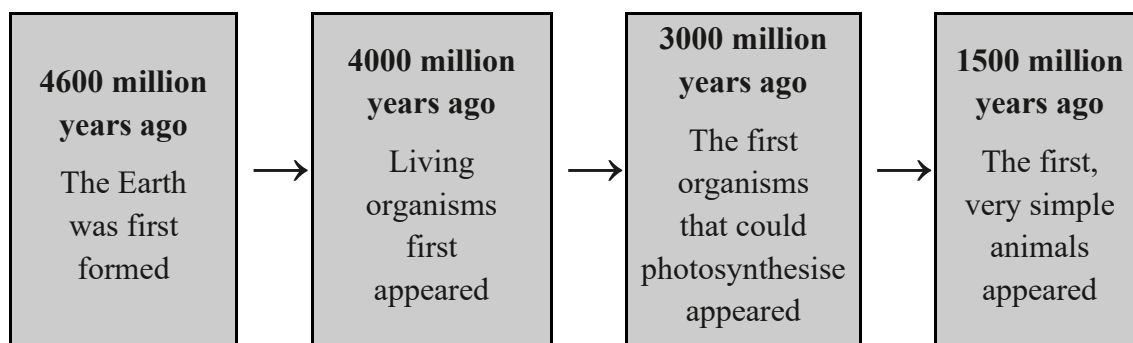 4600 million
years ago
The Earth
was first
formed
4000 million
years ago
Living
organisms
first
appeared
3000 million
years ago
The first
organisms
that could
photosynthesise
appeared
1500 million
years ago
The first,
very simple
animals
appeared